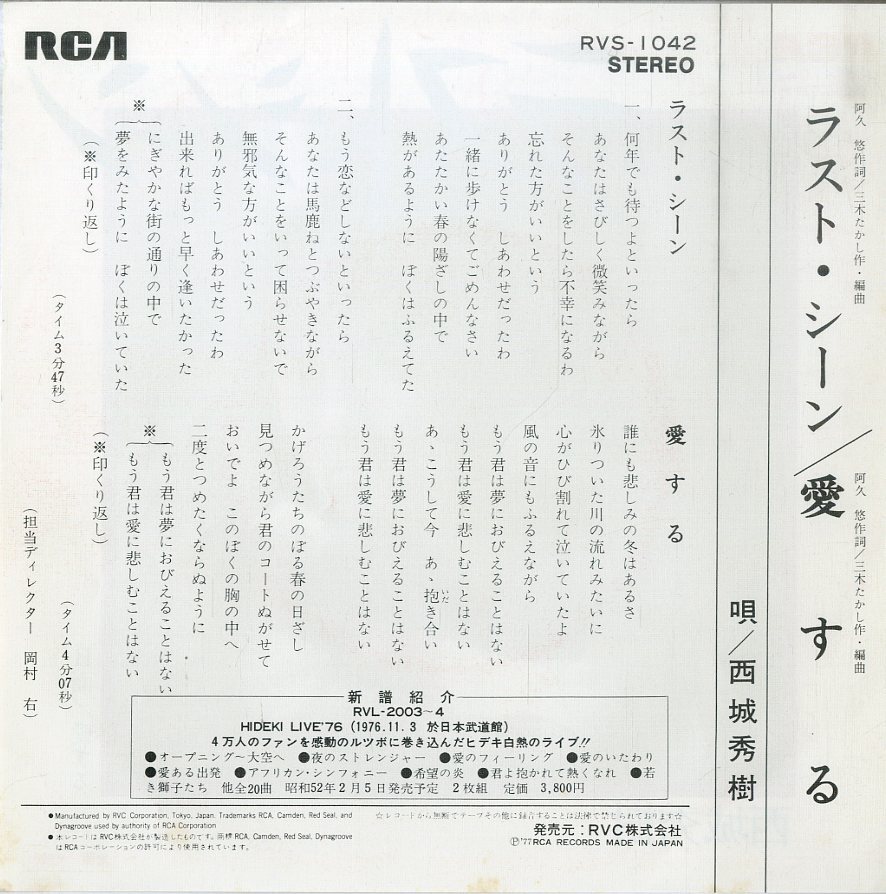 RCA
RVS-1042
STEREO
阿久 悠作詞/三木たかし作・編曲
阿久 悠作詞/三木たかし作・編曲
ラスト・シーン/愛する
唄/西城秀樹
ラスト・シーン
一、何年でも待つよといったら
あなたはさびしく微笑みながら
そんなことをしたら不幸になるわ
忘れた方がいいという
ありがとう しあわせだったわ
一緒に歩けなくてごめんなさい
あたたかい春の陽ざしの中で
熱があるように ぼくはふるえてた
二、もう恋などしないといったら
あなたは馬鹿ねとつぶやきながら
そんなことをいって困らせないで
無邪気な方がいいという
ありがとう しあわせだったわ
出来ればもっと早く逢いたかった
※
にぎやかな街の通りの中で
夢をみたように ぼくは泣いていた
(※印くり返し)
(タイム3分47秒)
愛する
誰にも悲しみの冬はあるさ
氷りついた川の流れみたいに
心がひび割れて泣いていたよ
風の音にもふるえながら
もう君は夢におびえることはない
もう君は愛に悲しむことはない
あゝこうして今 あゝ抱き合い
いだ
もう君は夢におびえることはない
もう君は愛に悲しむことはない
かげろうたちのぼる春の日ざし
見つめながら君のコートぬがせて
おいでよ このぼくの胸の中へ
二度とつめたくならぬように
※
もう君は夢におびえることはない
もう君は愛に悲しむことはない
(※印くり返し)
(タイム4分07秒)
(担当ディレクター 岡村 右)
新譜紹介
RVL-2003~4
HIDEKI LIVE'76 (1976.11.3 於日本武道館)
4万人のファンを感動のルツボに巻き込んだヒデキ白熱のライブ!!
●オープニング~大空へ ●夜のストレンジャー ●愛のフィーリング ●愛のいたわり
●愛ある出発 ●アフリカン・シンフォニー ●希望の炎 ●君よ抱かれて熱くなれ ●若
き獅子たち 他全20曲 昭和52年2月5日発売予定 2枚組 定価 3,800円
●Manufactured by RVC Corporation, Tokyo, Japan. Trademarks RCA, Camden, Red Seal, and
Dynagroove used by authority of RCA Corporation
●本レコードはRVC株式会社が製造したものです。商標RCA, Camden, Red Seal, Dynagroove
はRCAコーポレーションの許可により使用されています。
☆レコードから無断でテープその他に録音することは法律で禁じられております☆
発売元:RVC株式会社
Ⓟ'77 RCA RECORDS MADE IN JAPAN